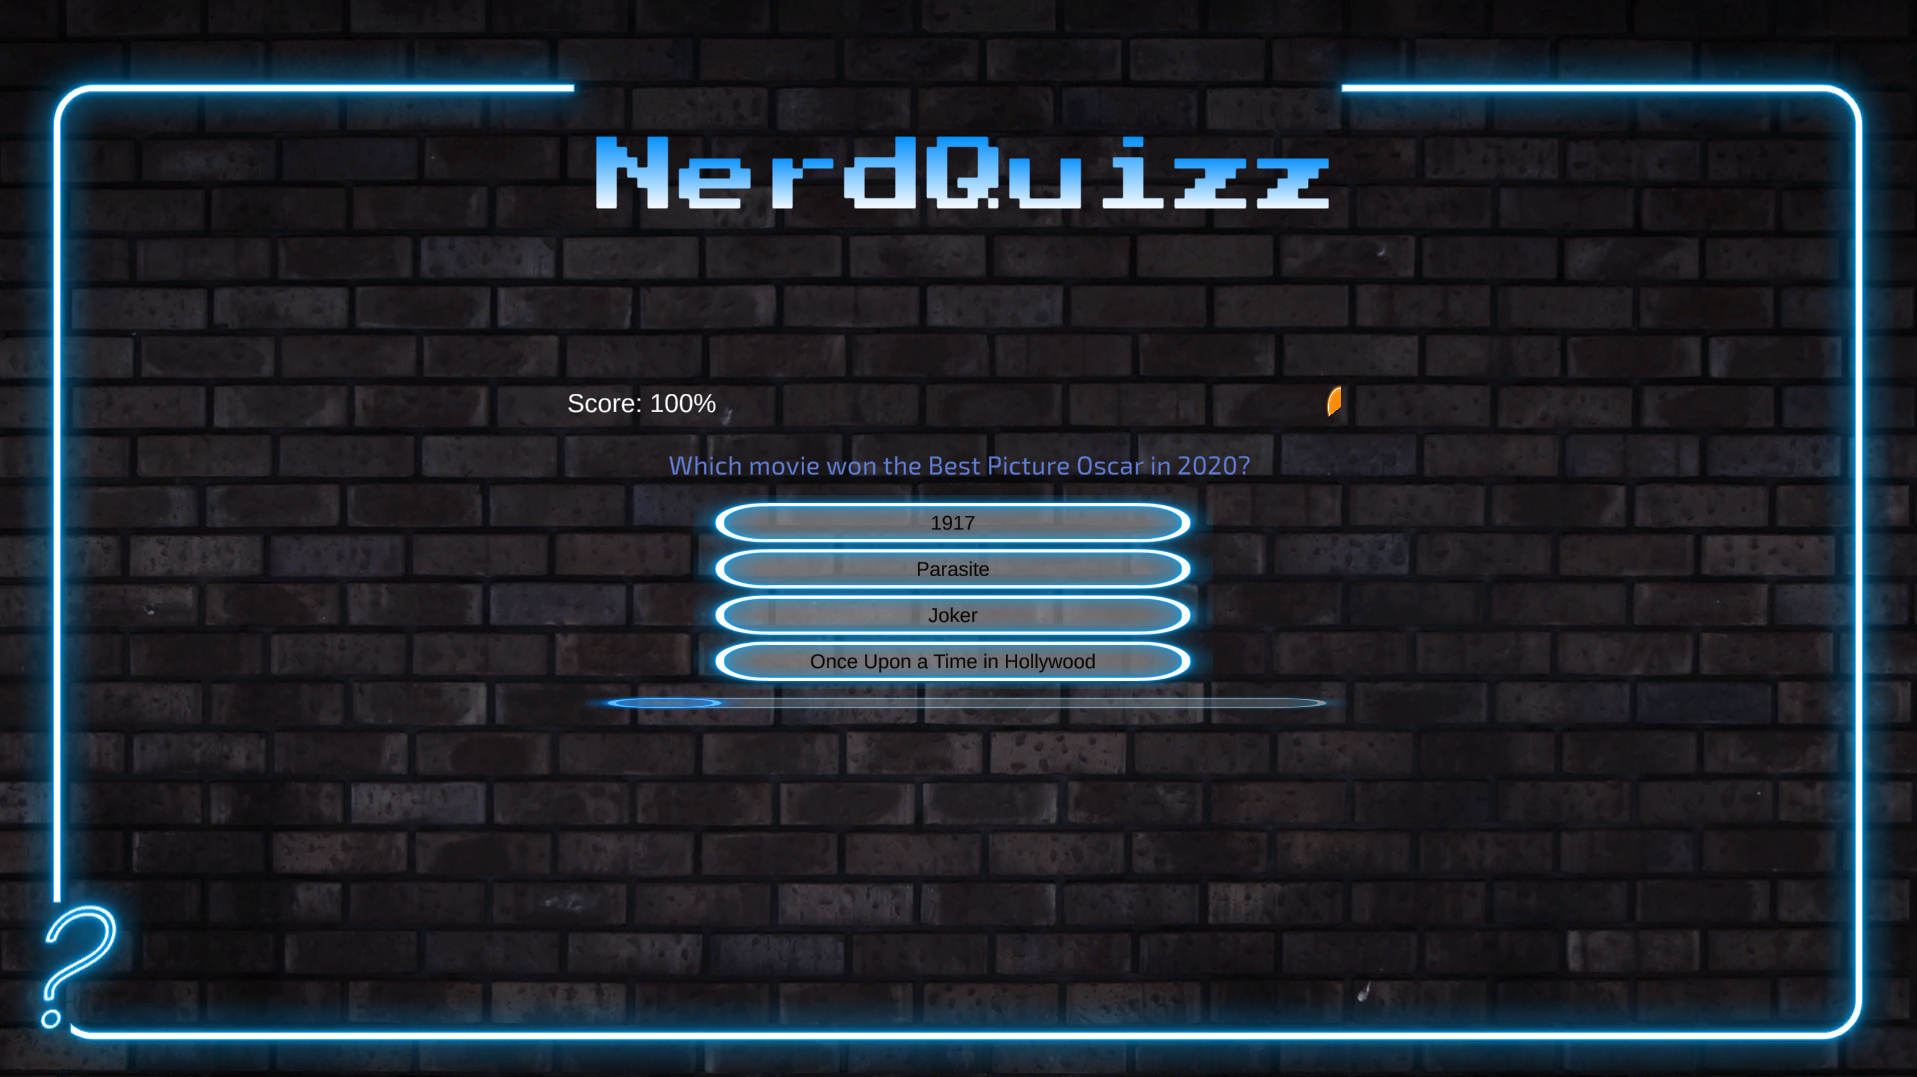 NerdQuizz
Score: 100%
Which movie won the Best Picture Oscar in 2020?
1917
Parasite
Joker
Once Upon a Time in Hollywood
?